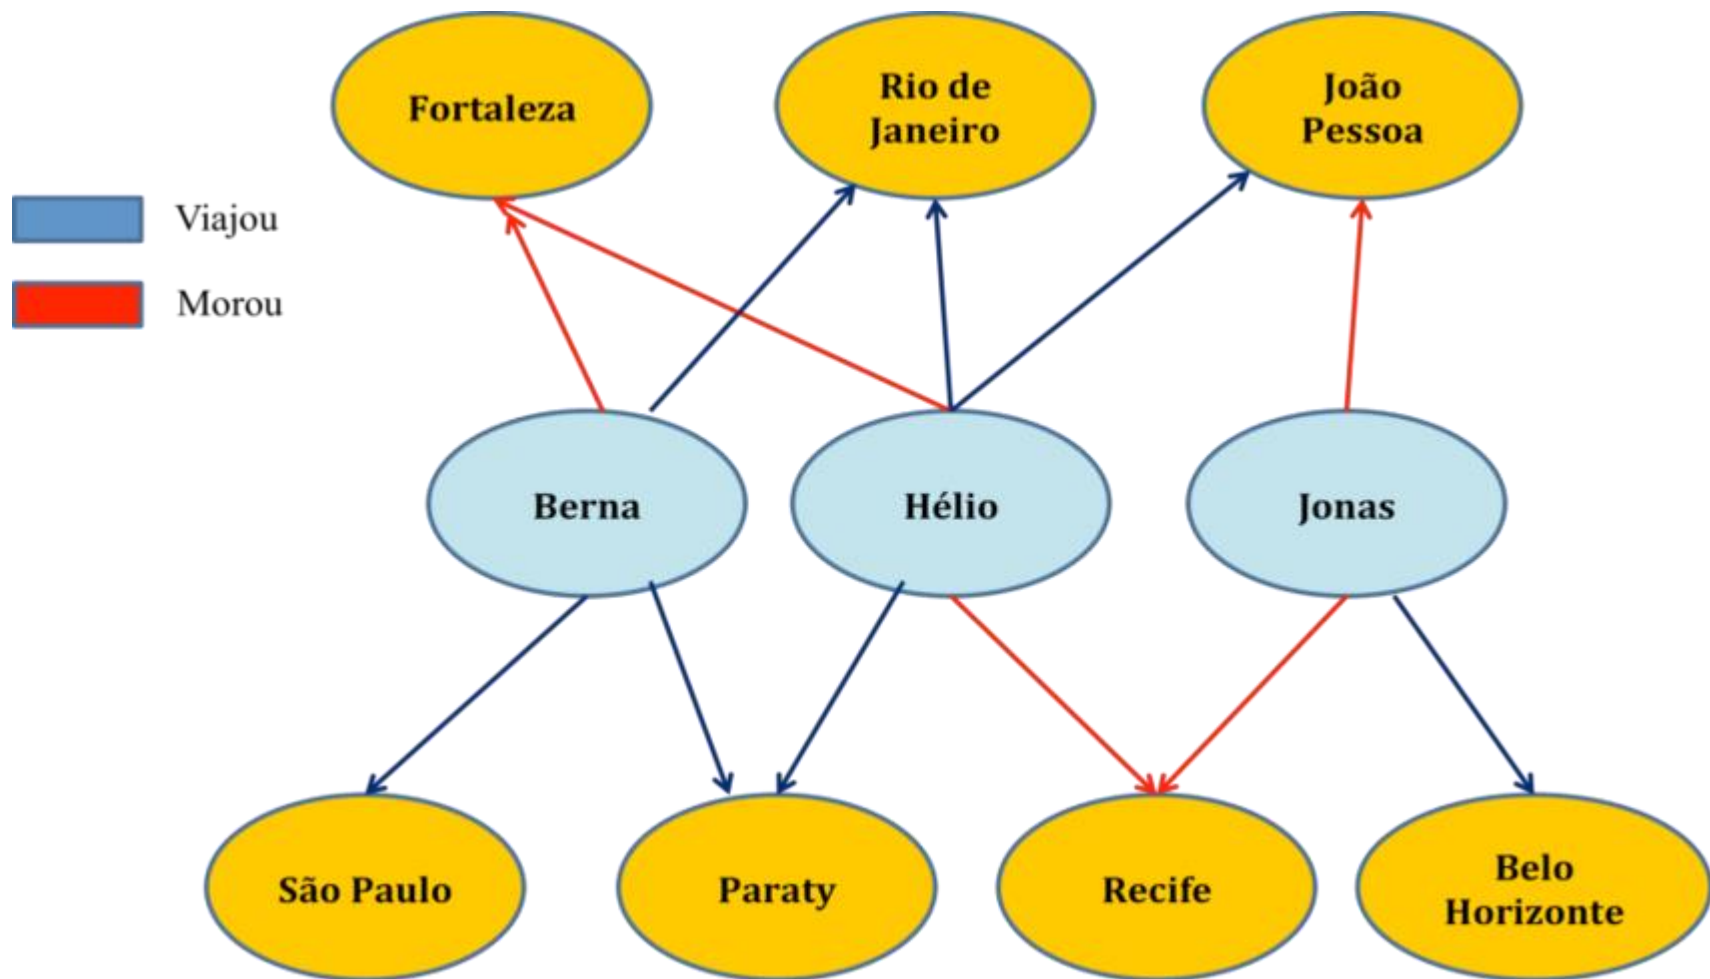 Fortaleza
Rio de
Janeiro
João
Pessoa
Viajou
Morou
Berna
Hélio
Jonas
São Paulo
Paraty
Recife
Belo
Horizonte